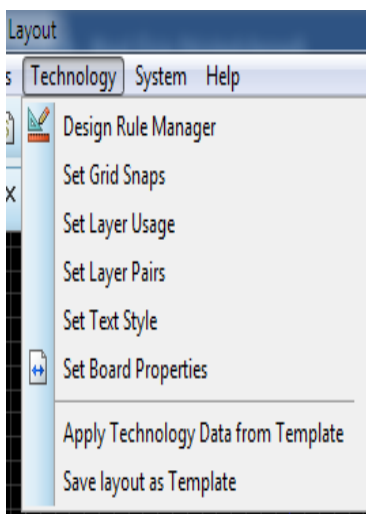 Layout
s Technology System Help
Design Rule Manager
Set Grid Snaps
Set Layer Usage
Set Layer Pairs
Set Text Style
Set Board Properties
Apply Technology Data from Template
Save layout as Template